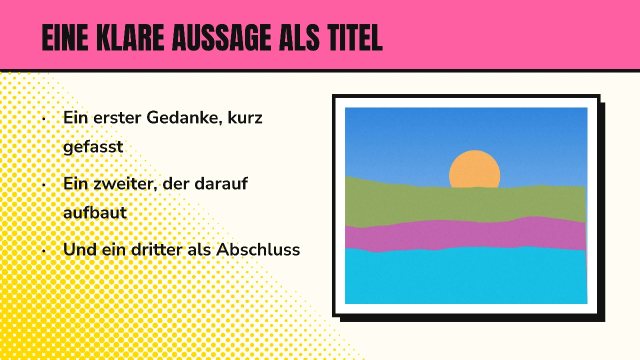 EINE KLARE AUSSAGE ALS TITEL
• Ein erster Gedanke, kurz
gefasst
• Ein zweiter, der darauf
aufbaut
• Und ein dritter als Abschluss